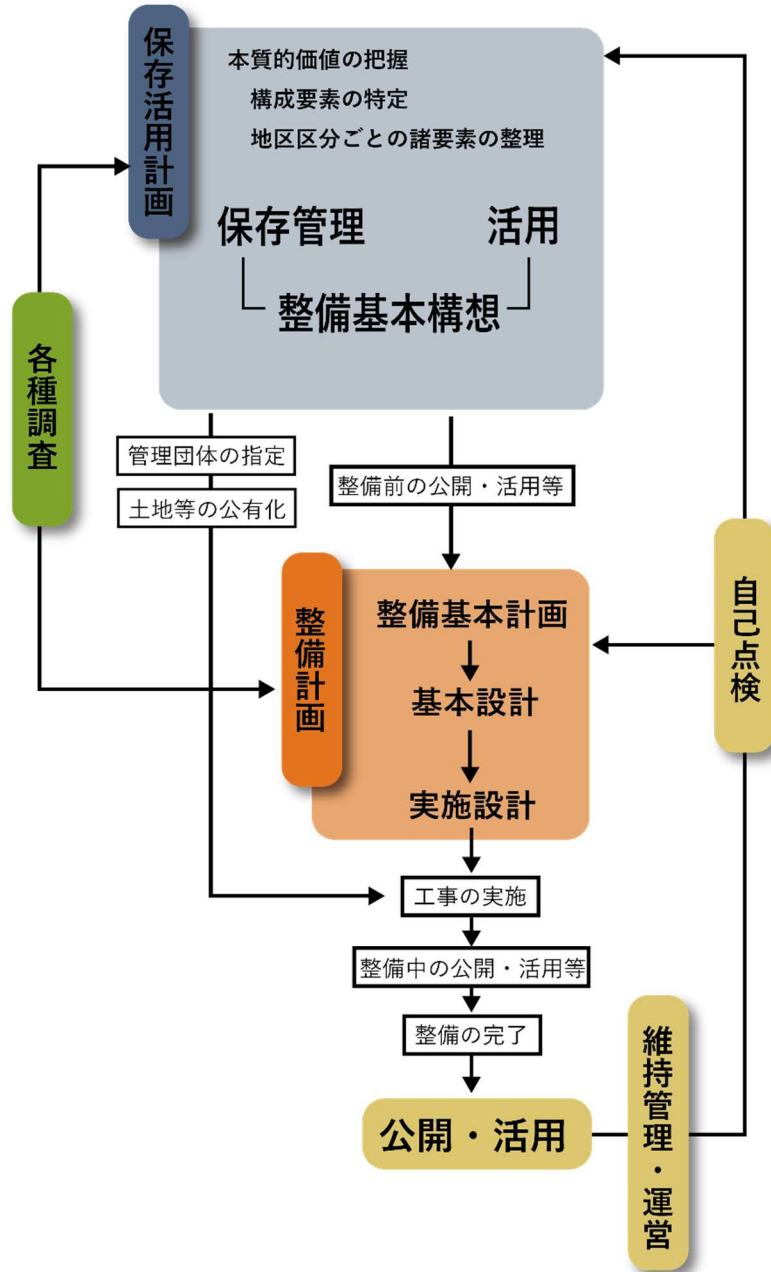 保存活用計画
本質的価値の把握
構成要素の特定
地区区分ごとの諸要素の整理
保存管理
活用
整備基本構想
各種調査
管理団体の指定
土地等の公有化
整備前の公開・活用等
整備計画
整備基本計画
基本設計
実施設計
自己点検
工事の実施
整備中の公開・活用等
整備の完了
公開・活用
維持管理・運営